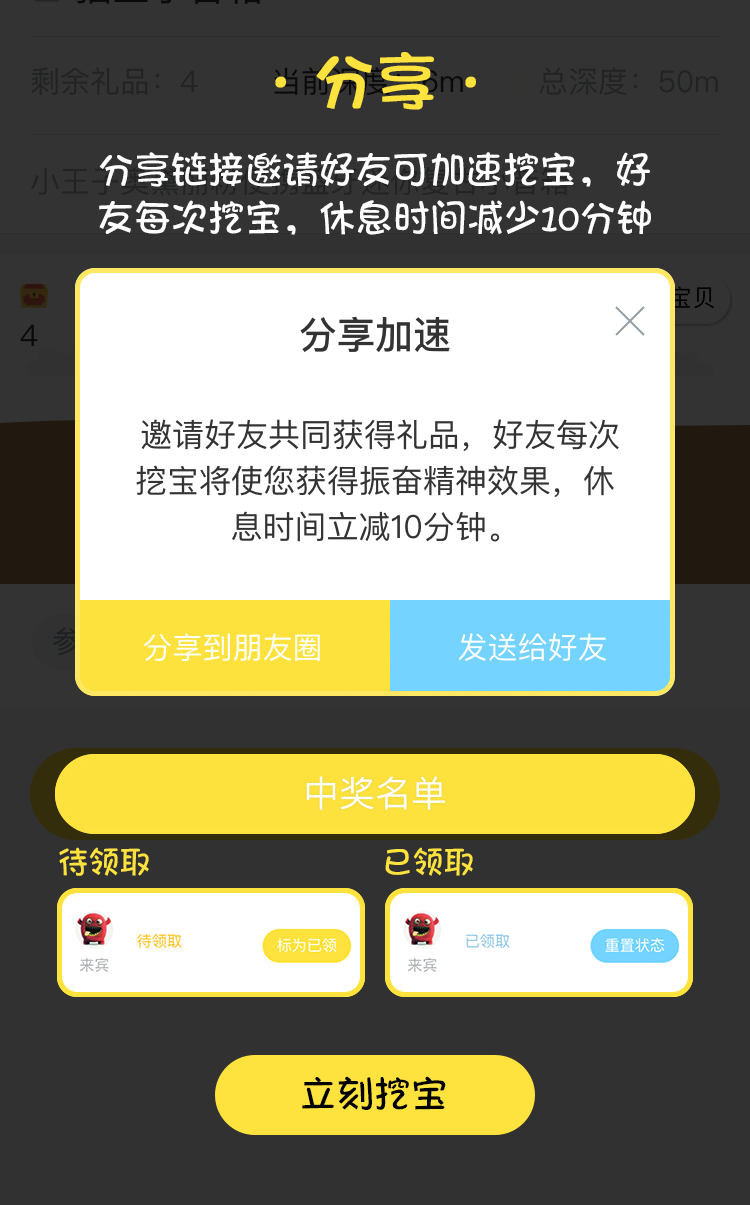 剩余礼品：4
总深度：50m
·分享·
分享链接邀请好友可加速挖宝，好
友每次挖宝，休息时间减少10分钟
宝贝
4
分享加速
邀请好友共同获得礼品，好友每次
挖宝将使您获得振奋精神效果，休
息时间立减10分钟。
参
分享到朋友圈
发送给好友
中奖名单
待领取
已领取
待领取
标为已领
来宾
已领取
重置状态
来宾
立刻挖宝